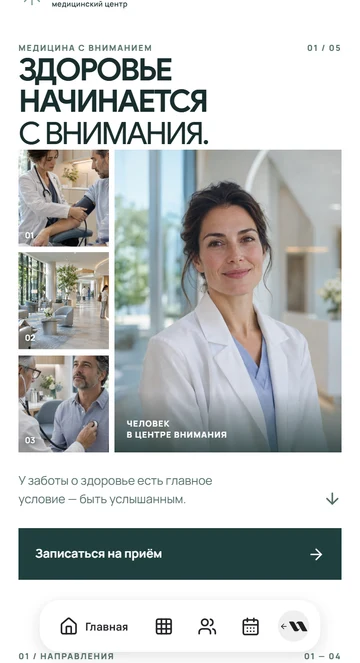 медицинский центр
МЕДИЦИНА С ВНИМАНИЕМ
01 / 05
ЗДОРОВЬЕ
НАЧИНАЕТСЯ
С ВНИМАНИЯ.
01
02
03
ЧЕЛОВЕК
В ЦЕНТРЕ ВНИМАНИЯ
У заботы о здоровье есть главное
условие — быть услышанным.
Записаться на приём
Главная
01 / НАПРАВЛЕНИЯ
01 — 04